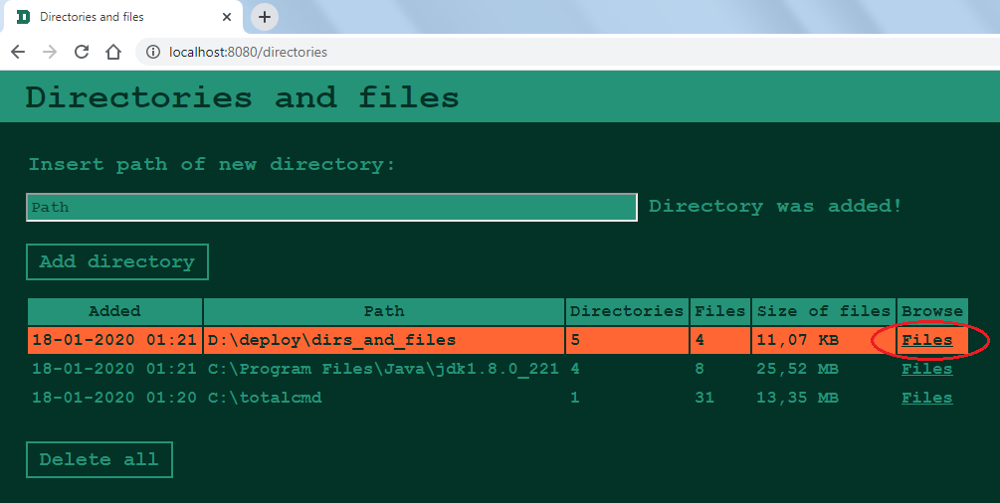 Directories and files
localhost:8080/directories
Directories and files
Insert path of new directory:
Path Directory was added!
Add directory
Added Path Directories Files Size of files Browse
18-01-2020 01:21 D:\deploy\dirs_and_files 5 4 11,07 KB Files
18-01-2020 01:21 C:\Program Files\Java\jdk1.8.0_221 4 8 25,52 MB Files
18-01-2020 01:20 C:\totalcmd 1 31 13,35 MB Files
Delete all